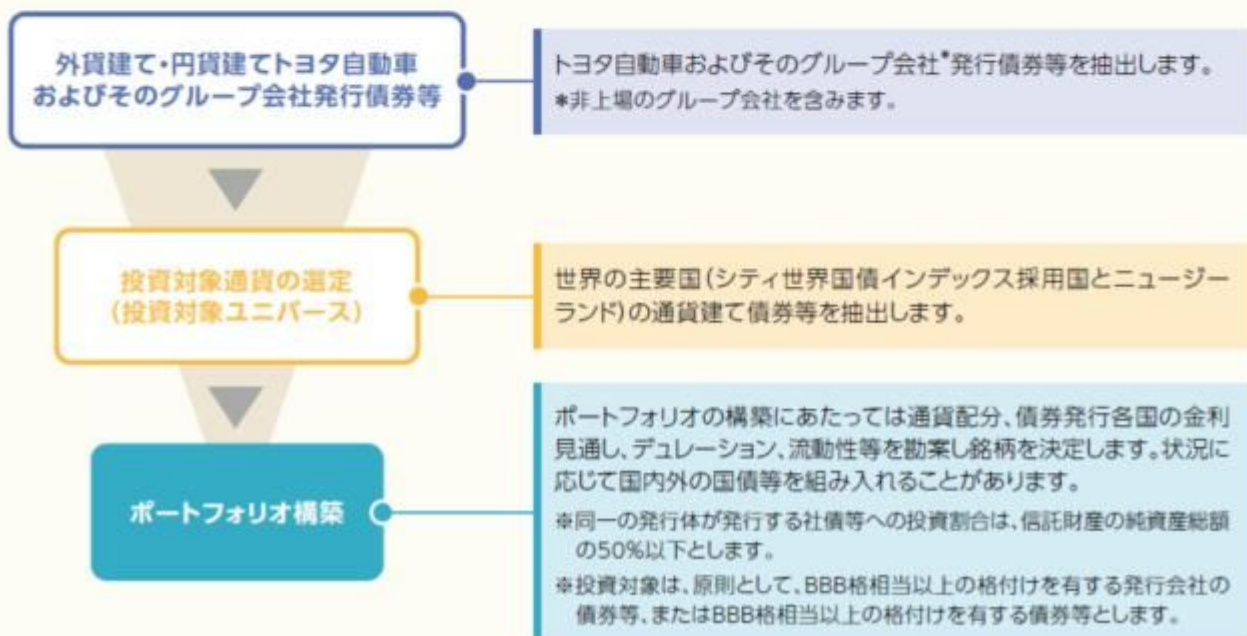 外貨建て・円貨建てトヨタ自動車
およびそのグループ会社発行債券等
トヨタ自動車およびそのグループ会社*発行債券等を抽出します。
*非上場のグループ会社を含みます。
投資対象通貨の選定
(投資対象ユニバース)
世界の主要国(シティ世界国債インデックス採用国とニュージー
ランド)の通貨建て債券等を抽出します。
ポートフォリオ構築
ポートフォリオの構築にあたっては通貨配分、債券発行各国の金利
見通し、デュレーション、流動性等を勘案し銘柄を決定します。状況に
応じて国内外の国債等を組み入れることがあります。
※同一の発行体が発行する社債等への投資割合は、信託財産の純資産総額
の50%以下とします。
※投資対象は、原則として、BBB格相当以上の格付けを有する発行会社の
債券等、またはBBB格相当以上の格付けを有する債券等とします。